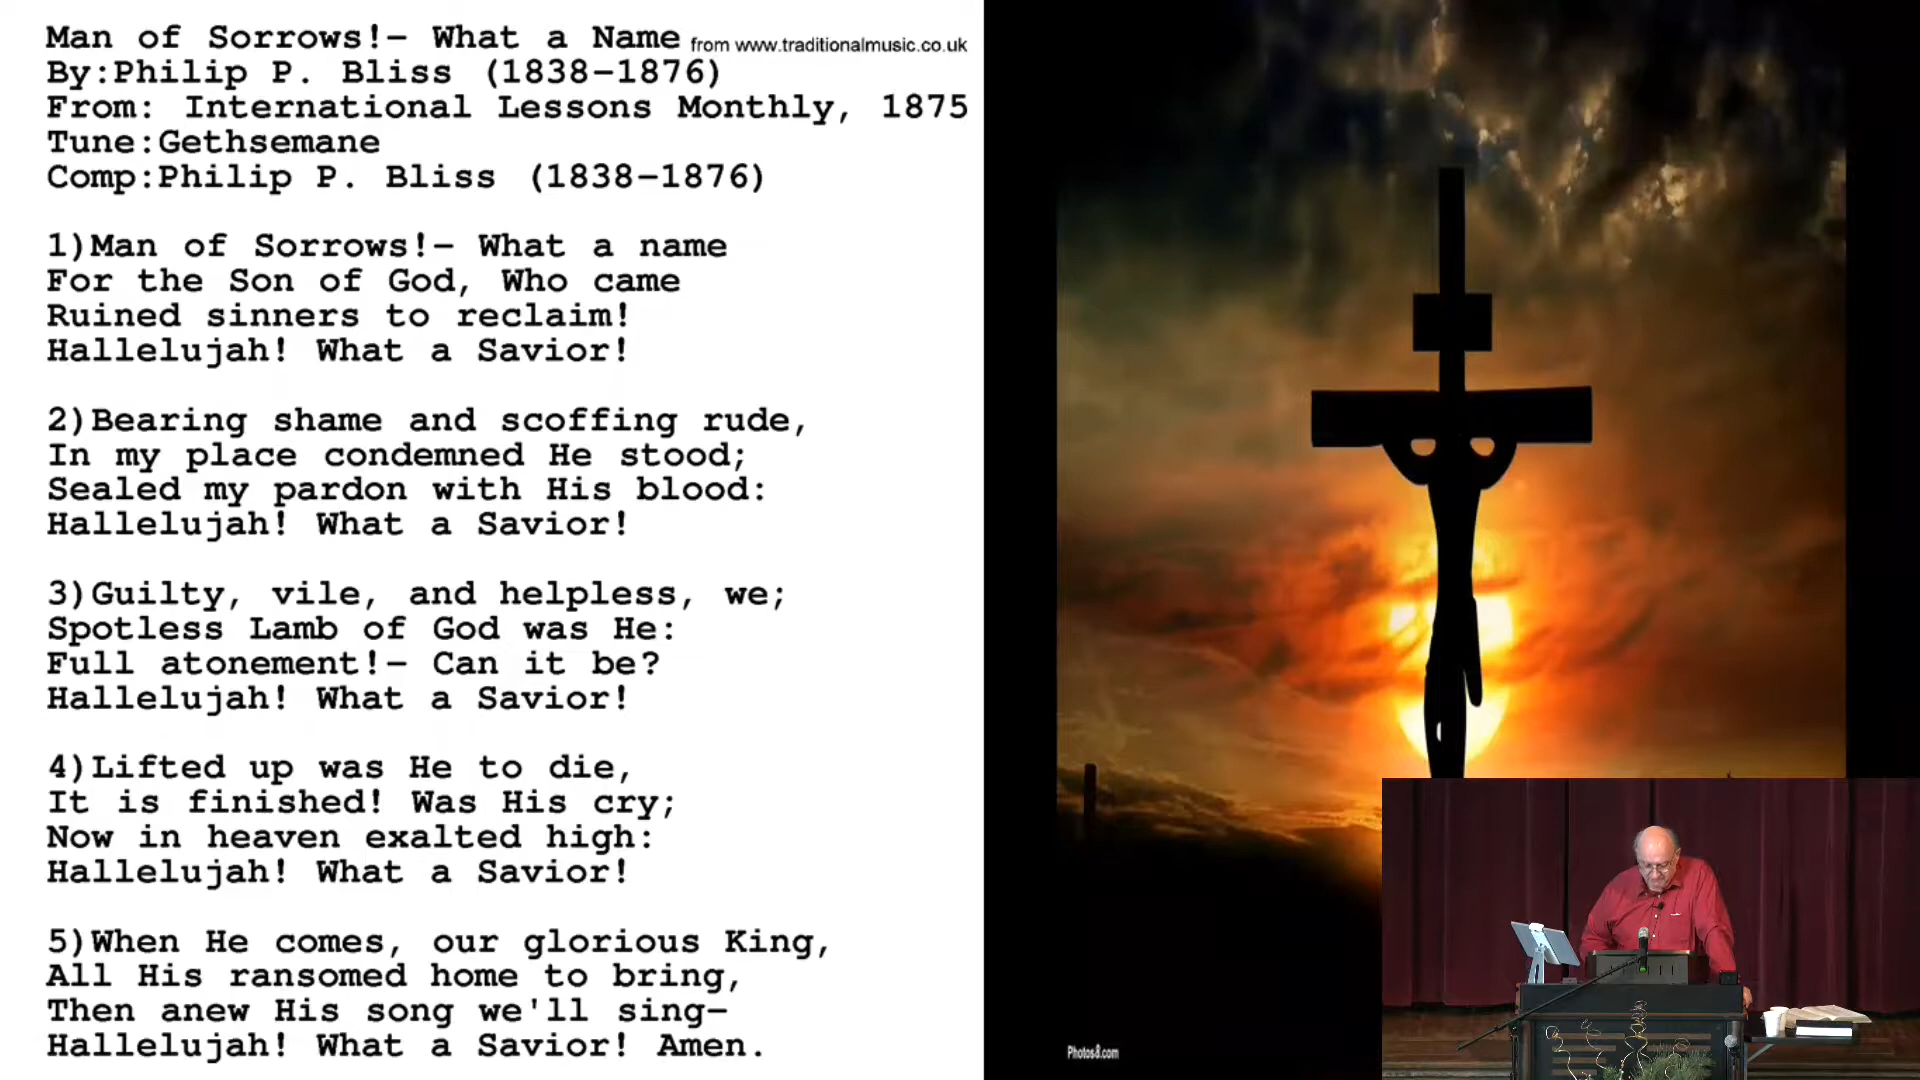 Man of Sorrows!- What a Name from www.traditionalmusic.co.uk
By:Philip P. Bliss (1838-1876)
From: International Lessons Monthly, 1875
Tune:Gethsemane
Comp:Philip P. Bliss (1838-1876)
1)Man of Sorrows!- What a name
For the Son of God, Who came
Ruined sinners to reclaim!
Hallelujah! What a Savior!
2)Bearing shame and scoffing rude,
In my place condemned He stood;
Sealed my pardon with His blood:
Hallelujah! What a Savior!
3)Guilty, vile, and helpless, we;
Spotless Lamb of God was He:
Full atonement!- Can it be?
Hallelujah! What a Savior!
4)Lifted up was He to die,
It is finished! Was His cry;
Now in heaven exalted high:
Hallelujah! What a Savior!
5)When He comes, our glorious King,
All His ransomed home to bring,
Then anew His song we'll sing-
Hallelujah! What a Savior! Amen.
Photos8.com